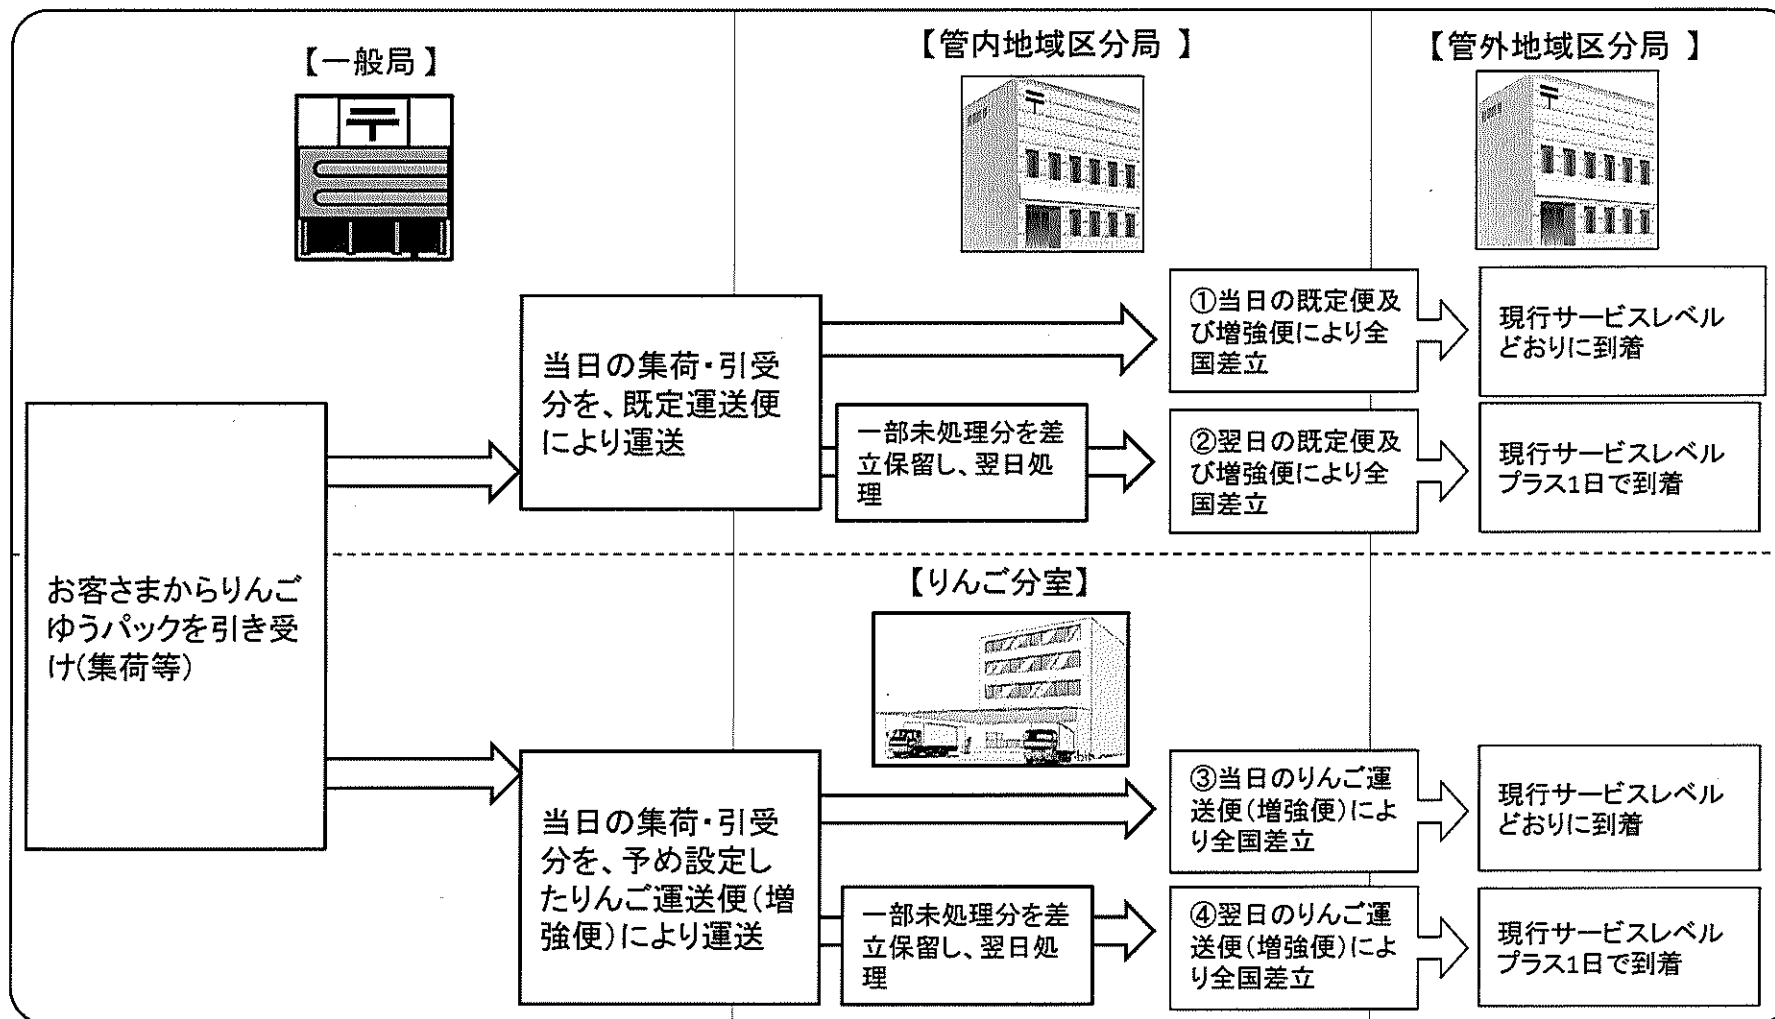 【一般局】
【管内地域区分局 】
【管外地域区分局 】
お客さまからりんご
ゆうパックを引き受
け(集荷等)
当日の集荷・引受
分を、既定運送便
により運送
①当日の既定便及
び増強便により全
国差立
現行サービスレベル
どおりに到着
一部未処理分を差
立保留し、翌日処
理
②翌日の既定便及
び増強便により全
国差立
現行サービスレベル
プラス1日で到着
【りんご分室】
当日の集荷・引受
分を、予め設定し
たりんご運送便(増
強便)により運送
③当日のりんご運
送便(増強便)によ
り全国差立
現行サービスレベル
どおりに到着
一部未処理分を差
立保留し、翌日処
理
④翌日のりんご運
送便(増強便)によ
り全国差立
現行サービスレベル
プラス1日で到着